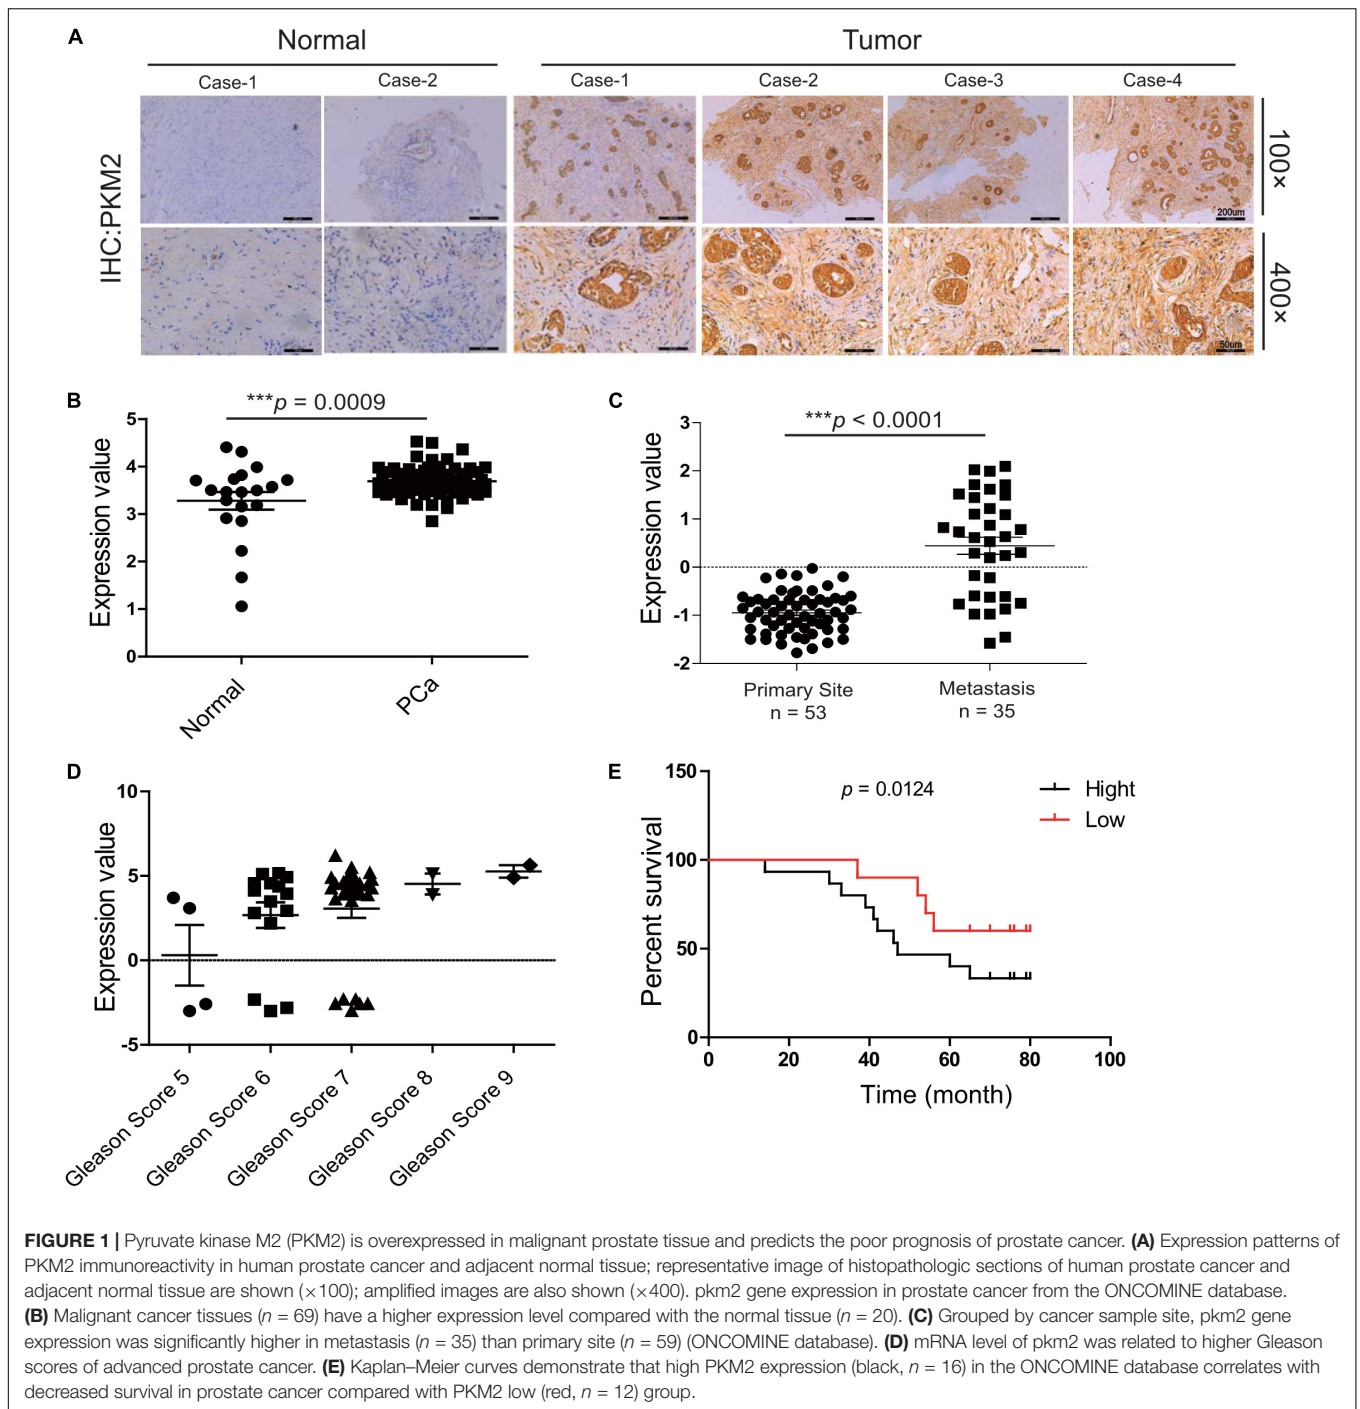 A
Normal
Tumor
Case-1
Case-2
Case-1
Case-2
Case-3
Case-4
IHC:PKM2
100×
200um
400×
50um
B
***p = 0.0009
Expression value
5
4
3
2
1
0
Normal
PCa
C
***p < 0.0001
Expression value
3
2
1
0
-1
-2
Primary Site
n = 53
Metastasis
n = 35
D
Expression value
10
5
0
-5
Gleason Score 5
Gleason Score 6
Gleason Score 7
Gleason Score 8
Gleason Score 9
E
p = 0.0124
Hight
Low
Percent survival
150
100
50
0
0
20
40
60
80
100
Time (month)
FIGURE 1 | Pyruvate kinase M2 (PKM2) is overexpressed in malignant prostate tissue and predicts the poor prognosis of prostate cancer. (A) Expression patterns of
PKM2 immunoreactivity in human prostate cancer and adjacent normal tissue; representative image of histopathologic sections of human prostate cancer and
adjacent normal tissue are shown (×100); amplified images are also shown (×400). pkm2 gene expression in prostate cancer from the ONCOMINE database.
(B) Malignant cancer tissues (n = 69) have a higher expression level compared with the normal tissue (n = 20). (C) Grouped by cancer sample site, pkm2 gene
expression was significantly higher in metastasis (n = 35) than primary site (n = 59) (ONCOMINE database). (D) mRNA level of pkm2 was related to higher Gleason
scores of advanced prostate cancer. (E) Kaplan–Meier curves demonstrate that high PKM2 expression (black, n = 16) in the ONCOMINE database correlates with
decreased survival in prostate cancer compared with PKM2 low (red, n = 12) group.